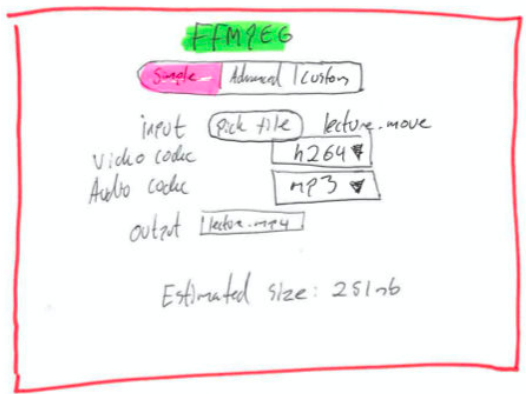 FFMPEG
Simple Advanced Custom
input pick file lecture.move
Video codec h264
Audio codec mp3
output lecture.mp4
Estimated size: 251mb